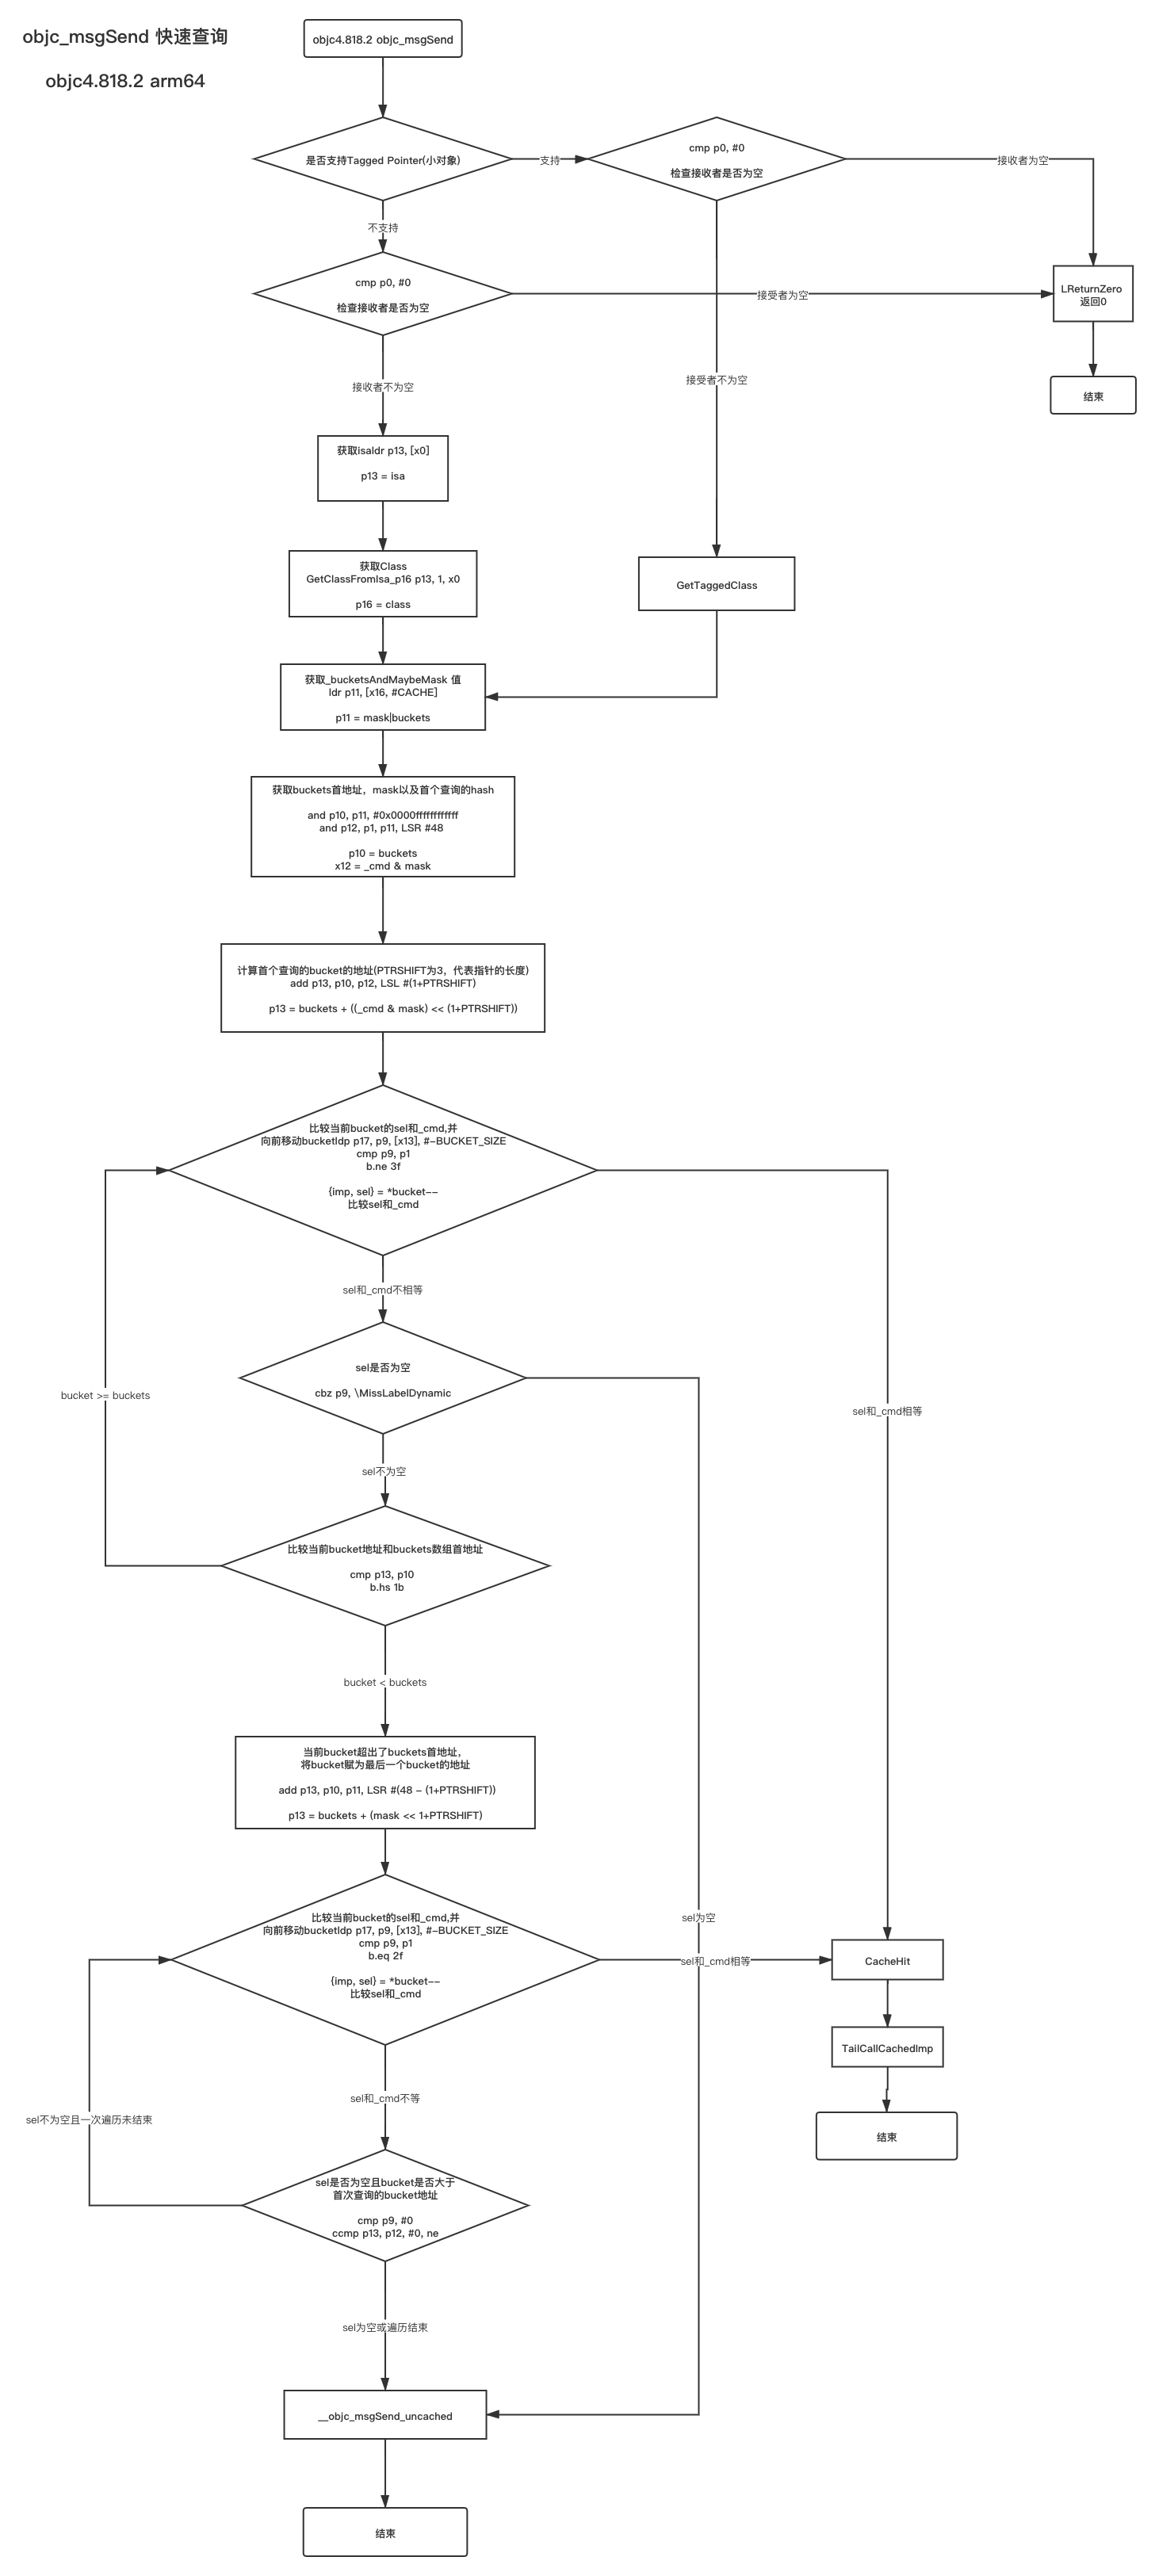 objc_msgSend 快速查询
objc4.818.2 arm64
objc4.818.2 objc_msgSend
是否支持Tagged Pointer(小对象)
支持
cmp p0, #0
检查接收者是否为空
接收者为空
不支持
cmp p0, #0
检查接收者是否为空
接受者为空
LReturnZero
返回0
结束
接收者不为空
接受者不为空
获取isaldr p13, [x0]
p13 = isa
获取Class
GetClassFromIsa_p16 p13, 1, x0
p16 = class
GetTaggedClass
获取_bucketsAndMaybeMask 值
ldr p11, [x16, #CACHE]
p11 = mask|buckets
获取buckets首地址，mask以及首个查询的hash
and p10, p11, #0x0000ffffffffffff
and p12, p1, p11, LSR #48
p10 = buckets
x12 = _cmd & mask
计算首个查询的bucket的地址(PTRSHIFT为3，代表指针的长度)
add p13, p10, p12, LSL #(1+PTRSHIFT)
p13 = buckets + ((_cmd & mask) << (1+PTRSHIFT))
比较当前bucket的sel和_cmd,并
向前移动bucketldp p17, p9, [x13], #-BUCKET_SIZE
cmp p9, p1
b.ne 3f
{imp, sel} = *bucket--
比较sel和_cmd
sel和_cmd不相等
sel是否为空
cbz p9, \MissLabelDynamic
bucket >= buckets
sel和_cmd相等
sel不为空
比较当前bucket地址和buckets数组首地址
cmp p13, p10
b.hs 1b
bucket < buckets
当前bucket超出了buckets首地址，
将bucket赋为最后一个bucket的地址
add p13, p10, p11, LSR #(48 - (1+PTRSHIFT))
p13 = buckets + (mask << 1+PTRSHIFT)
比较当前bucket的sel和_cmd,并
向前移动bucketldp p17, p9, [x13], #-BUCKET_SIZE
cmp p9, p1
b.eq 2f
{imp, sel} = *bucket--
比较sel和_cmd
sel为空
sel和_cmd相等
CacheHit
TailCallCachedImp
结束
sel和_cmd不等
sel不为空且一次遍历未结束
sel是否为空且bucket是否大于
首次查询的bucket地址
cmp p9, #0
ccmp p13, p12, #0, ne
sel为空或遍历结束
__objc_msgSend_uncached
结束